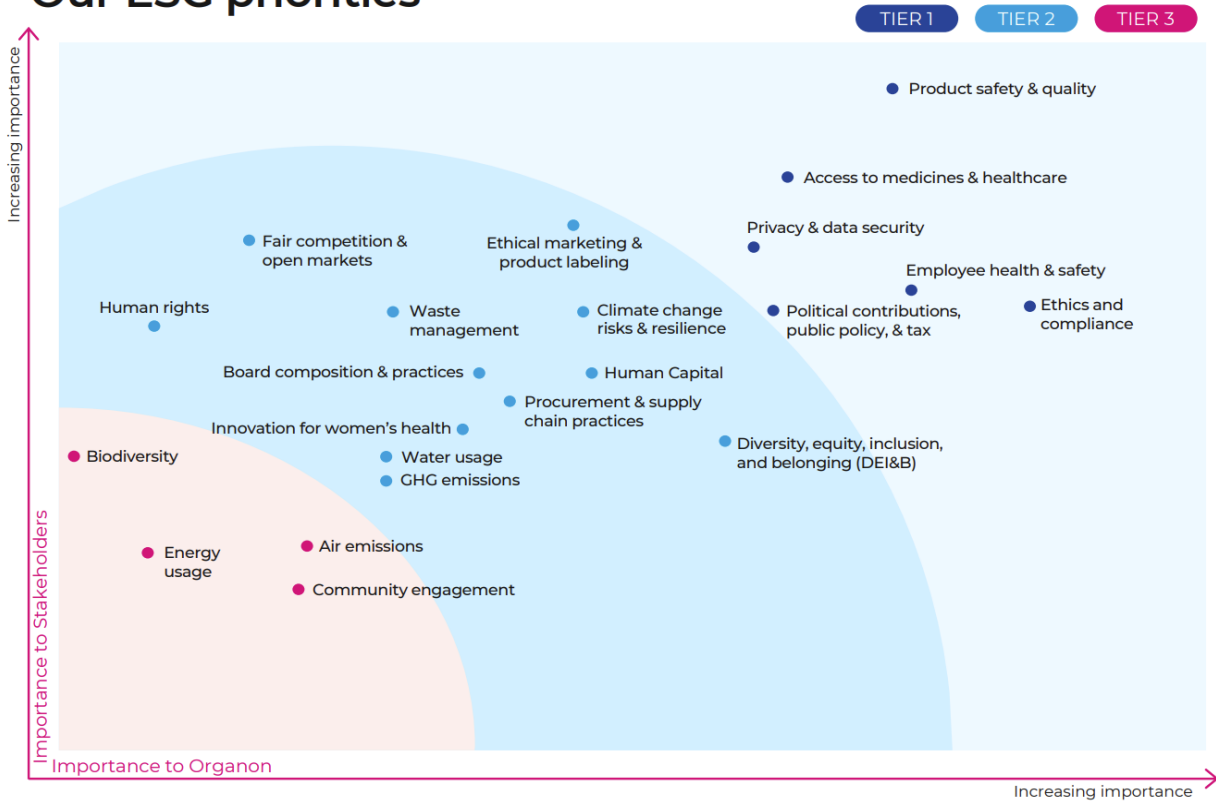 Our ESG priorities
TIER 1
TIER 2
TIER 3
Increasing importance
Product safety & quality
Access to medicines & healthcare
Privacy & data security
Fair competition &
open markets
Ethical marketing &
product labeling
Employee health & safety
Human rights
Waste
management
Climate change
risks & resilience
Political contributions,
public policy, & tax
Ethics and
compliance
Board composition & practices
Human Capital
Procurement & supply
chain practices
Innovation for women's health
Diversity, equity, inclusion,
and belonging (DEI&B)
Biodiversity
Water usage
GHG emissions
Energy
usage
Air emissions
Community engagement
Importance to Stakeholders
Importance to Organon
Increasing importance